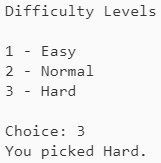 Difficulty Levels
1 - Easy
2 - Normal
3 - Hard
Choice: 3
You picked Hard.